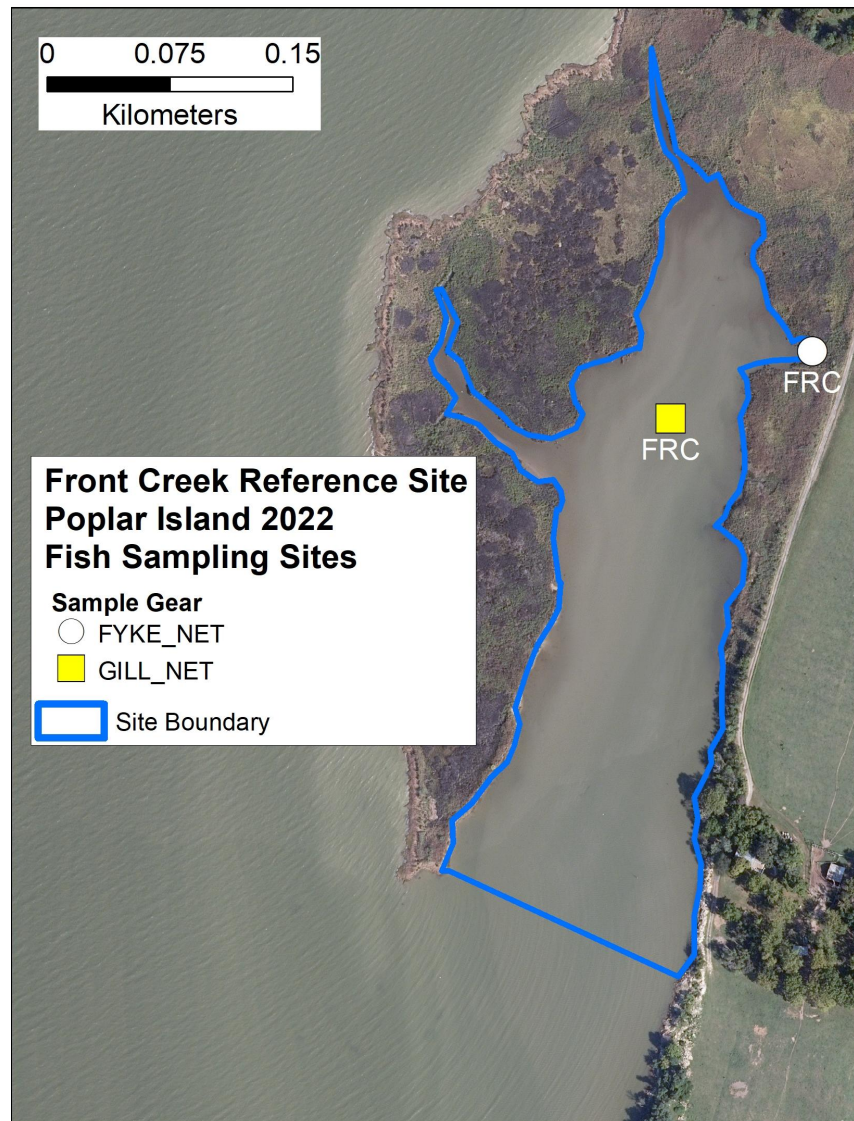 0 0.075 0.15
Kilometers
FRC
FRC
Front Creek Reference Site
Poplar Island 2022
Fish Sampling Sites
Sample Gear
FYKE_NET
GILL_NET
Site Boundary